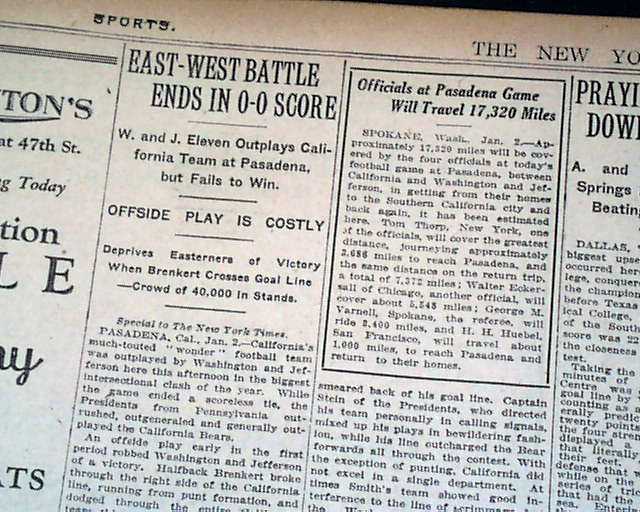 SPORTS.
THE NEW YO
TON'S
at 47th St.
g Today
tion
L E
ny
ATS
EAST-WEST BATTLE
ENDS IN 0-0 SCORE
W. and J. Eleven Outplays Cali-
fornia Team at Pasadena,
but Fails to Win.
OFFSIDE PLAY IS COSTLY
Deprives Easterners of Victory
When Brenkert Crosses Goal Line
—Crowd of 40,000 In Stands.
Special to The New York Times.
PASADENA, Cal., Jan. 2.—California's
much-touted "wonder" football team
was outplayed by Washington and Jef-
ferson here this afternoon in the biggest
intersectional clash of the year. While
the game ended a scoreless tie, the
Presidents from Pennsylvania out-
rushed, outgeneraled and generally out-
played the California Bears.
An offside play early in the first
period robbed Washington and Jefferson
of a victory. Halfback Brenkert broke
through the right side of the California
line, running from punt formation, and
dodged through the entire
Officials at Pasadena Game
Will Travel 17,320 Miles
SPOKANE, Wash., Jan. 2.—Ap-
proximately 17,320 miles will be cov-
ered by the four officials at today's
football game at Pasadena, between
California and Washington and Jef-
ferson, in getting from their homes
to the Southern California city and
back again, it has been estimated
here. Tom Thorp, New York, one
of the officials, will cover the greatest
distance, journeying approximately
3,686 miles to reach Pasadena, and
the same distance on the return trip,
a total of 7,372 miles; Walter Ecker-
sall of Chicago, another official, will
cover about 5,548 miles; George M.
Varnell, Spokane, the referee, will
ride 3,400 miles, and H. H. Huebel,
San Francisco, will travel about
1,000 miles, to reach Pasadena and
return to their homes.
smeared back of his goal line. Captain
Stein of the Presidents, who directed
his team personally in calling signals,
mixed up his plays in bewildering fash-
ion, while his line outcharged the Bear
forwards all through the contest. With
the exception of punting, California did
not excel in a single department. At
times Smith's team showed good in-
terference to the line of scrimmage,
PRAYI
DOW
A. and
Springs
Beatin
DALLAS,
biggest upse
occurred her
lege, conquer
the champion
before Texas
ical College,
of the South
score was 22
the closeness
test.
Taking the
minutes of
Centre
goal line by
counting as
erally
twenty points
the four
displayed a
that literally
their feet.
defense that
while on the
series of
that had the
sea. Entering